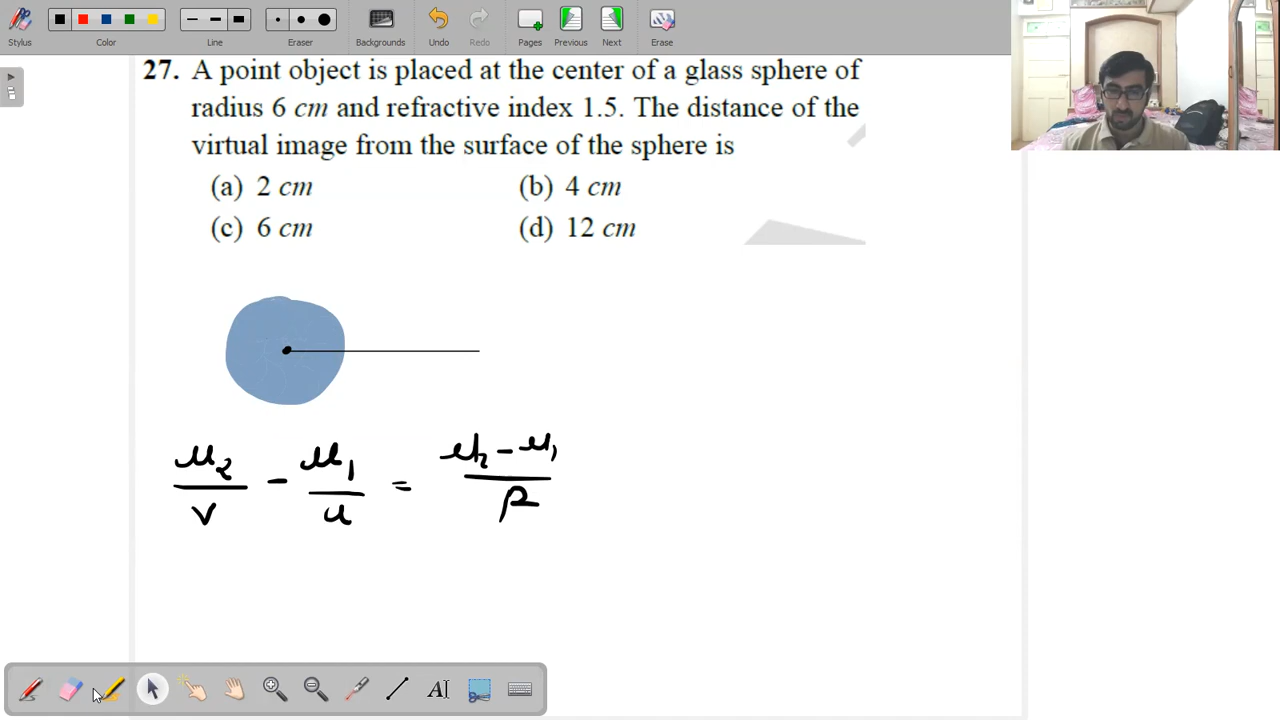 Stylus
Color
Line
Eraser
Backgrounds
Undo
Redo
Pages
Previous
Next
Erase
27. A point object is placed at the center of a glass sphere of
radius 6 cm and refractive index 1.5. The distance of the
virtual image from the surface of the sphere is
(a) 2 cm (b) 4 cm
(c) 6 cm (d) 12 cm
μ2/v - μ1/u = μ2-μ1/R
A